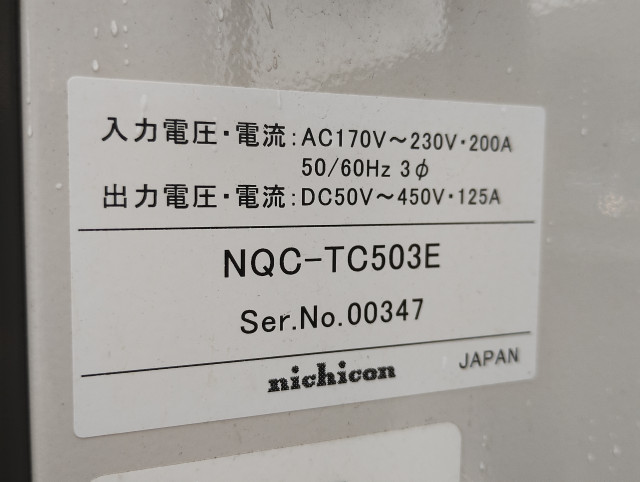 入力電圧・電流:AC170V～230V・200A
50/60Hz 3φ
出力電圧・電流:DC50V～450V・125A
NQC-TC503E
Ser.No.00347
nichicon JAPAN